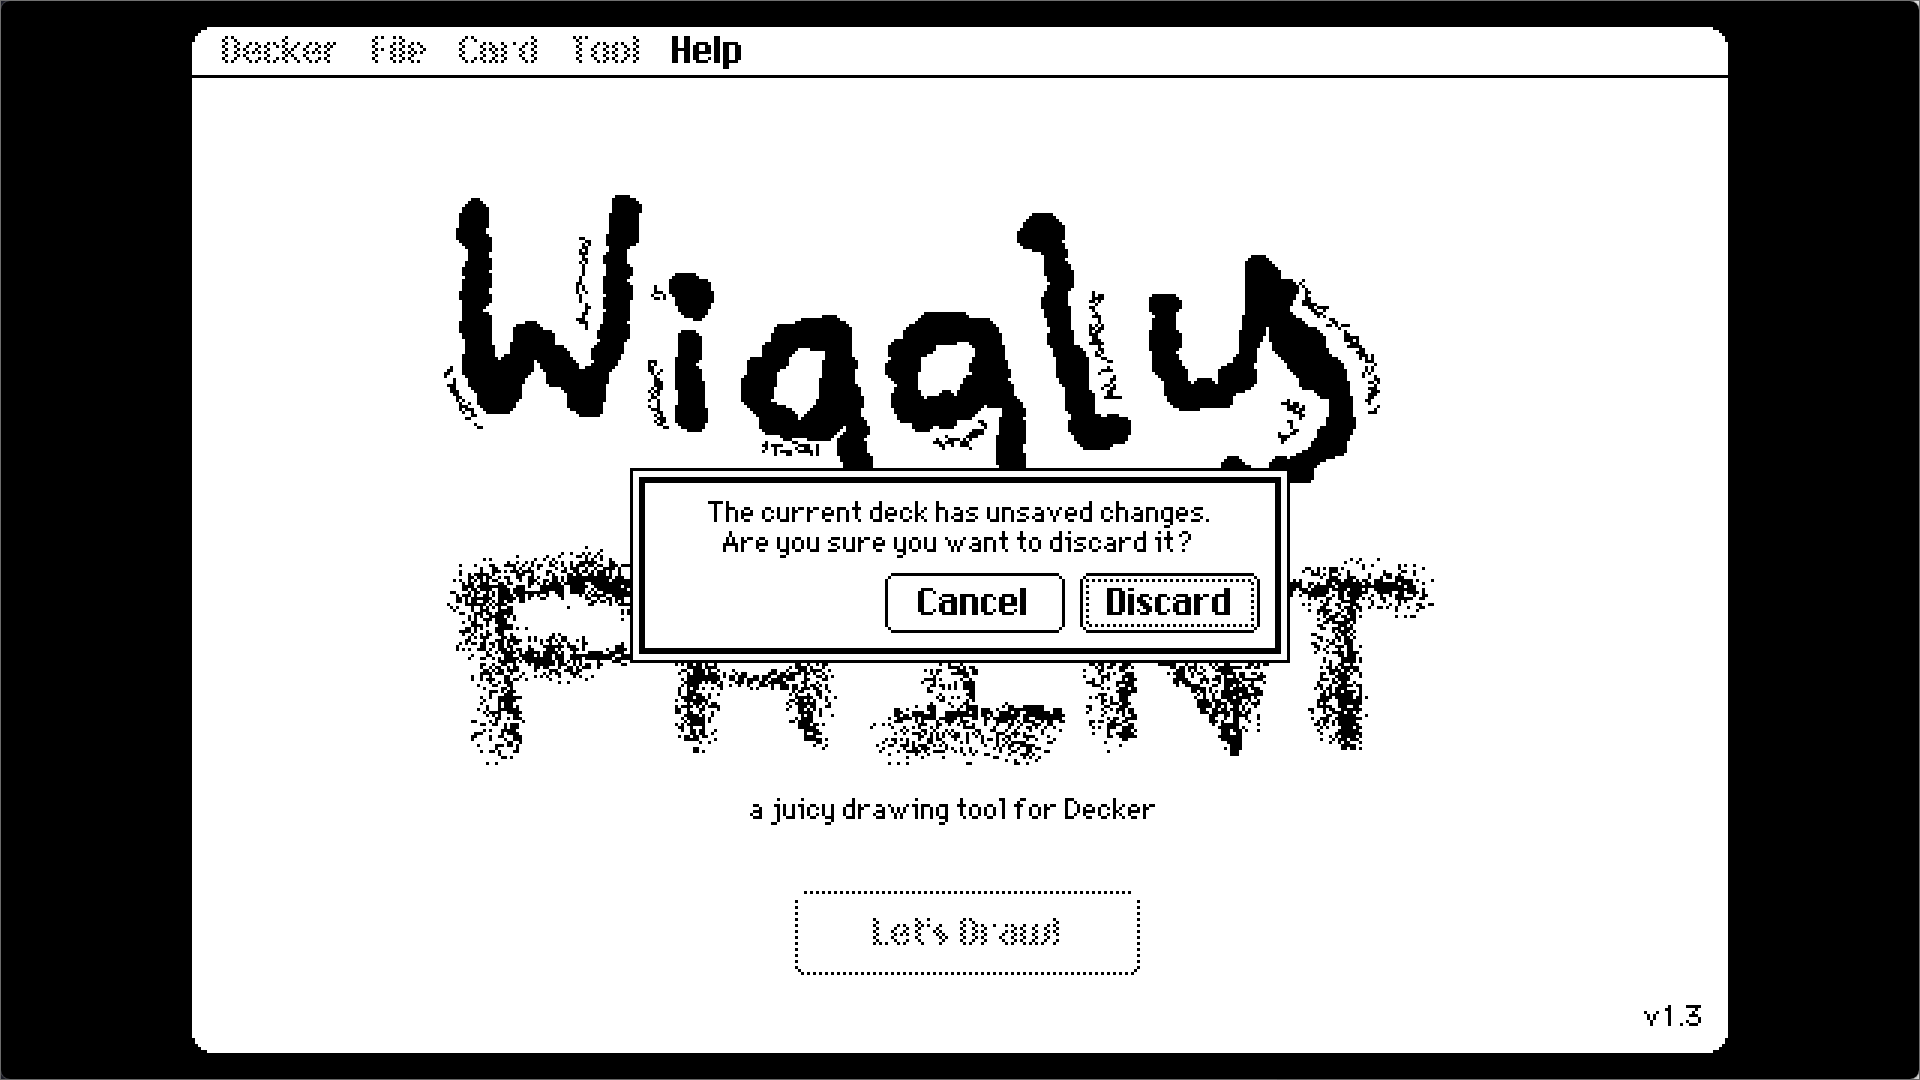 Decker File Card Tool Help
Wiggly
The current deck has unsaved changes.
Are you sure you want to discard it?
Cancel Discard
a juicy drawing tool for Decker
Let's Draw!
v1.3